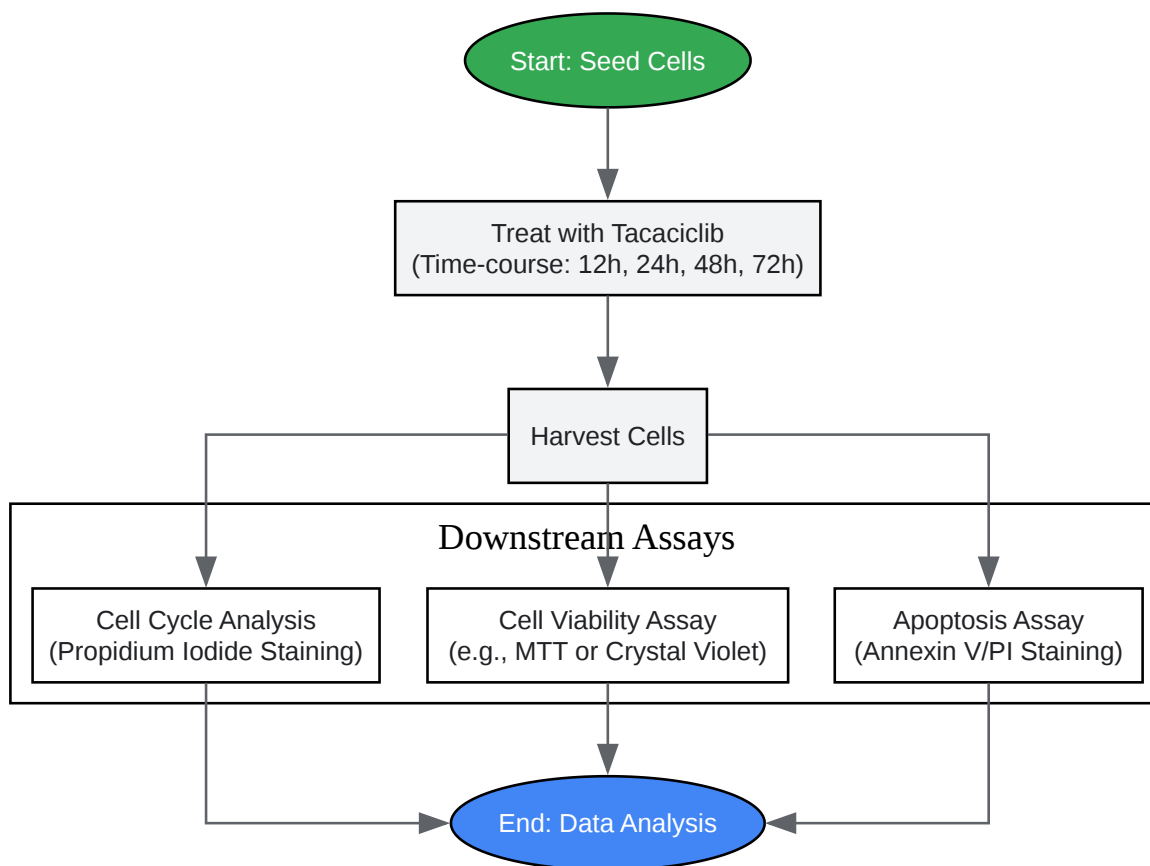 Start: Seed Cells
Treat with Tacaciclib
(Time-course: 12h, 24h, 48h, 72h)
Harvest Cells
Downstream Assays
Cell Cycle Analysis
(Propidium Iodide Staining)
Cell Viability Assay
(e.g., MTT or Crystal Violet)
Apoptosis Assay
(Annexin V/PI Staining)
End: Data Analysis